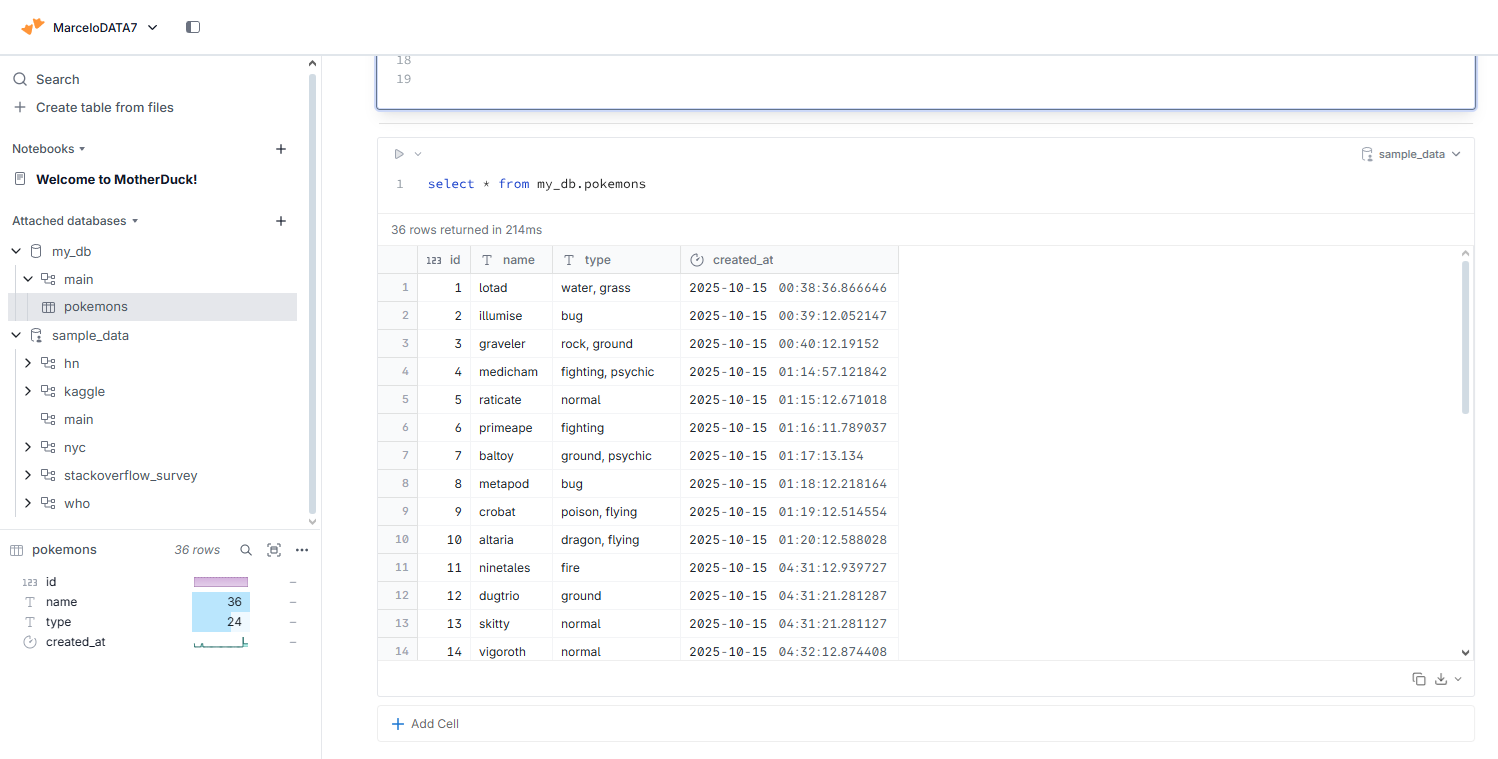 MarceloDATA7
Search
Create table from files
Notebooks
Welcome to MotherDuck!
Attached databases
my_db
main
pokemons
sample_data
hn
kaggle
main
nyc
stackoverflow_survey
who
pokemons 36 rows
123 id –
T name 36 –
T type 24 –
created_at –
18
19
sample_data
1 select * from my_db.pokemons
36 rows returned in 214ms
123 id T name T type created_at
1 1 lotad water, grass 2025-10-15 00:38:36.866646
2 2 illumise bug 2025-10-15 00:39:12.052147
3 3 graveler rock, ground 2025-10-15 00:40:12.19152
4 4 medicham fighting, psychic 2025-10-15 01:14:57.121842
5 5 raticate normal 2025-10-15 01:15:12.671018
6 6 primeape fighting 2025-10-15 01:16:11.789037
7 7 baltoy ground, psychic 2025-10-15 01:17:13.134
8 8 metapod bug 2025-10-15 01:18:12.218164
9 9 crobat poison, flying 2025-10-15 01:19:12.514554
10 10 altaria dragon, flying 2025-10-15 01:20:12.588028
11 11 ninetales fire 2025-10-15 04:31:12.939727
12 12 dugtrio ground 2025-10-15 04:31:21.281287
13 13 skitty normal 2025-10-15 04:31:21.281127
14 14 vigoroth normal 2025-10-15 04:32:12.874408
Add Cell